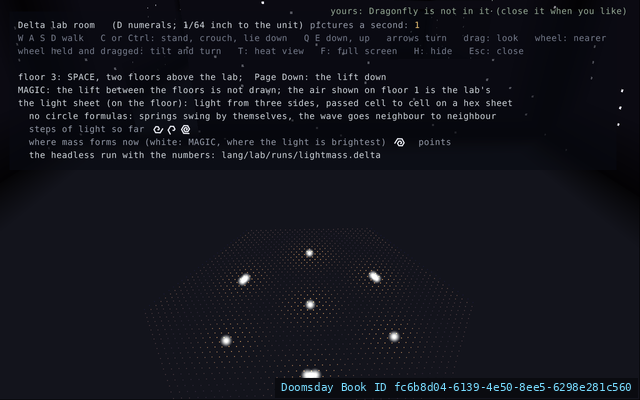 yours: Dragonfly is not in it (close it when you like)
Delta lab room (D numerals; 1/64 inch to the unit) pictures a second: 1
W A S D walk C or Ctrl: stand, crouch, lie down Q E down, up arrows turn drag: look wheel: nearer
wheel held and dragged: tilt and turn T: heat view F: full screen H: hide Esc: close
floor 3: SPACE, two floors above the lab; Page Down: the lift down
MAGIC: the lift between the floors is not drawn; the air shown on floor 1 is the lab's
the light sheet (on the floor): light from three sides, passed cell to cell on a hex sheet
no circle formulas: springs swing by themselves, the wave goes neighbour to neighbour
steps of light so far
where mass forms now (white: MAGIC, where the light is brightest) points
the headless run with the numbers: lang/lab/runs/lightmass.delta
Doomsday Book ID fc6b8d04-6139-4e50-8ee5-6298e281c560